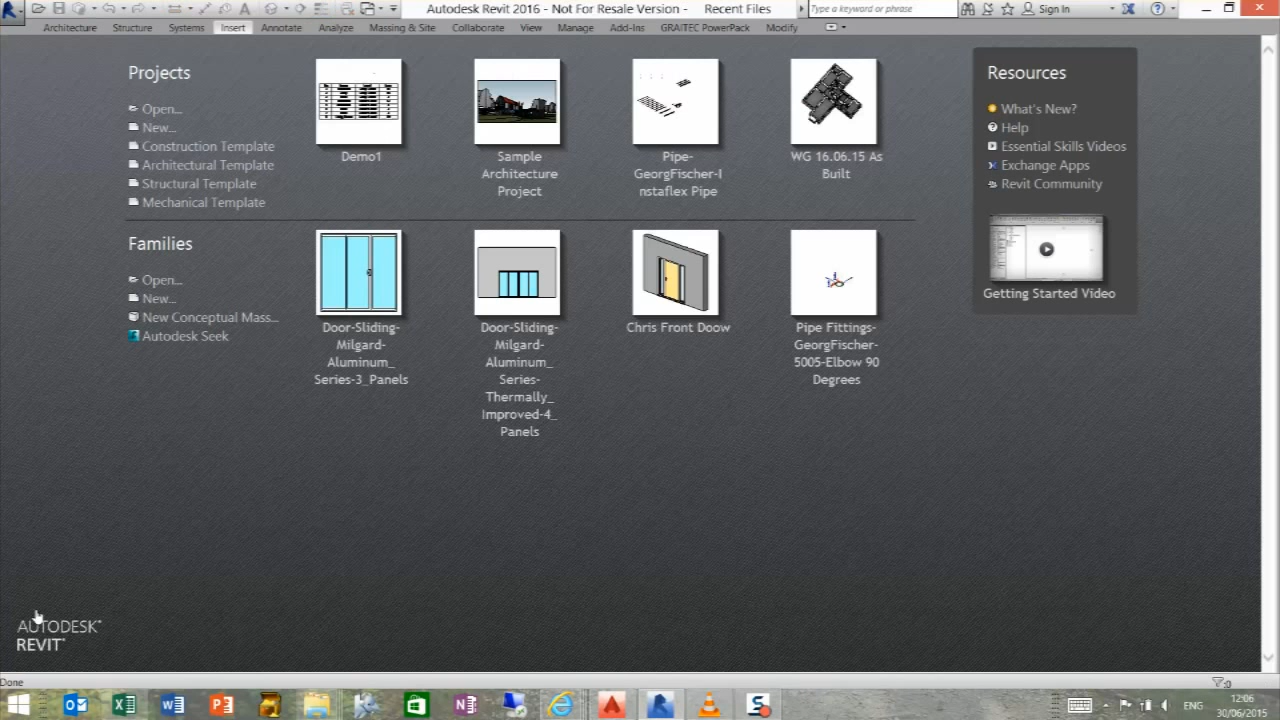 Autodesk Revit 2016 - Not For Resale Version - Recent Files
Type a keyword or phrase
Sign In
Architecture Structure Systems Insert Annotate Analyze Massing & Site Collaborate View Manage Add-Ins GRAITEC PowerPack Modify
Projects
Open...
New...
Construction Template
Architectural Template
Structural Template
Mechanical Template
Demo1
Sample
Architecture
Project
Pipe-
GeorgFischer-I
nstaflex Pipe
WG 16.06.15 As
Built
Families
Open...
New...
New Conceptual Mass...
Autodesk Seek
Door-Sliding-
Milgard-
Aluminum_
Series-3_Panels
Door-Sliding-
Milgard-
Aluminum_
Series-
Thermally_
Improved-4_
Panels
Chris Front Doow
Pipe Fittings-
GeorgFischer-
5005-Elbow 90
Degrees
Resources
What's New?
Help
Essential Skills Videos
Exchange Apps
Revit Community
Getting Started Video
AUTODESK®
REVIT®
Done
:0
ENG
12:06
30/06/2015